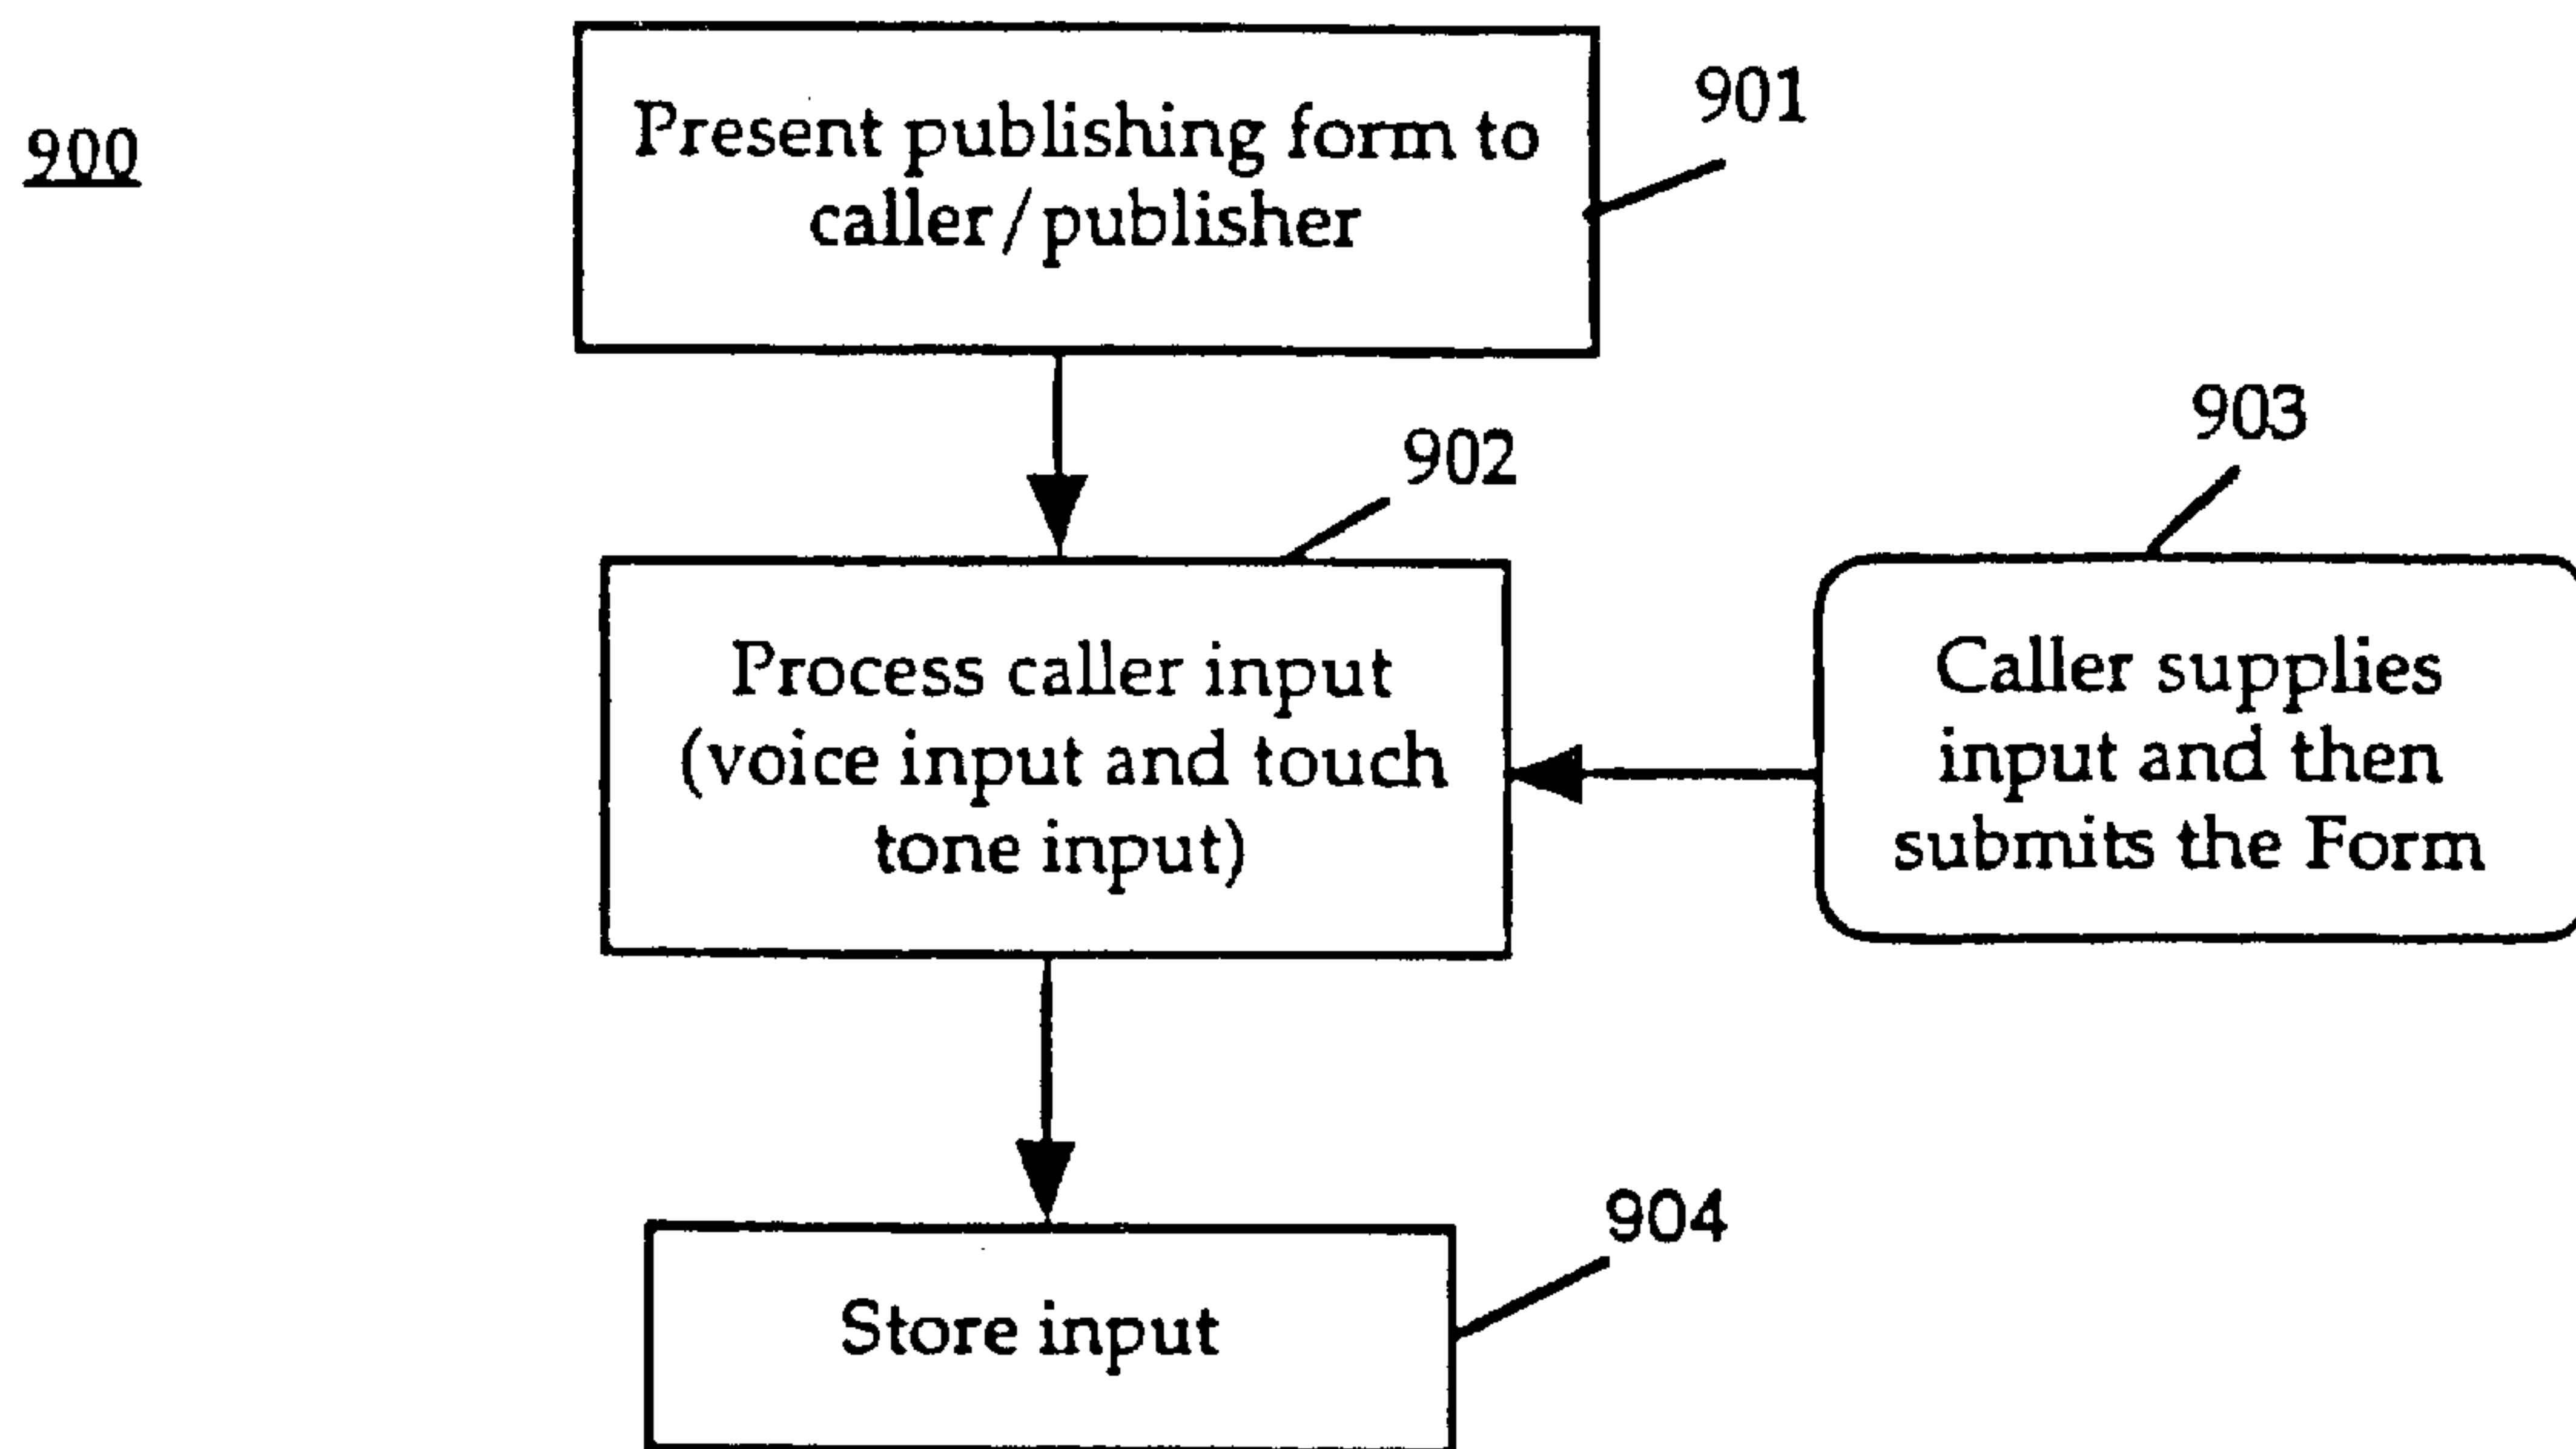 900
Present publishing form to
caller/publisher
901
902
903
Process caller input
(voice input and touch
tone input)
Caller supplies
input and then
submits the Form
904
Store input